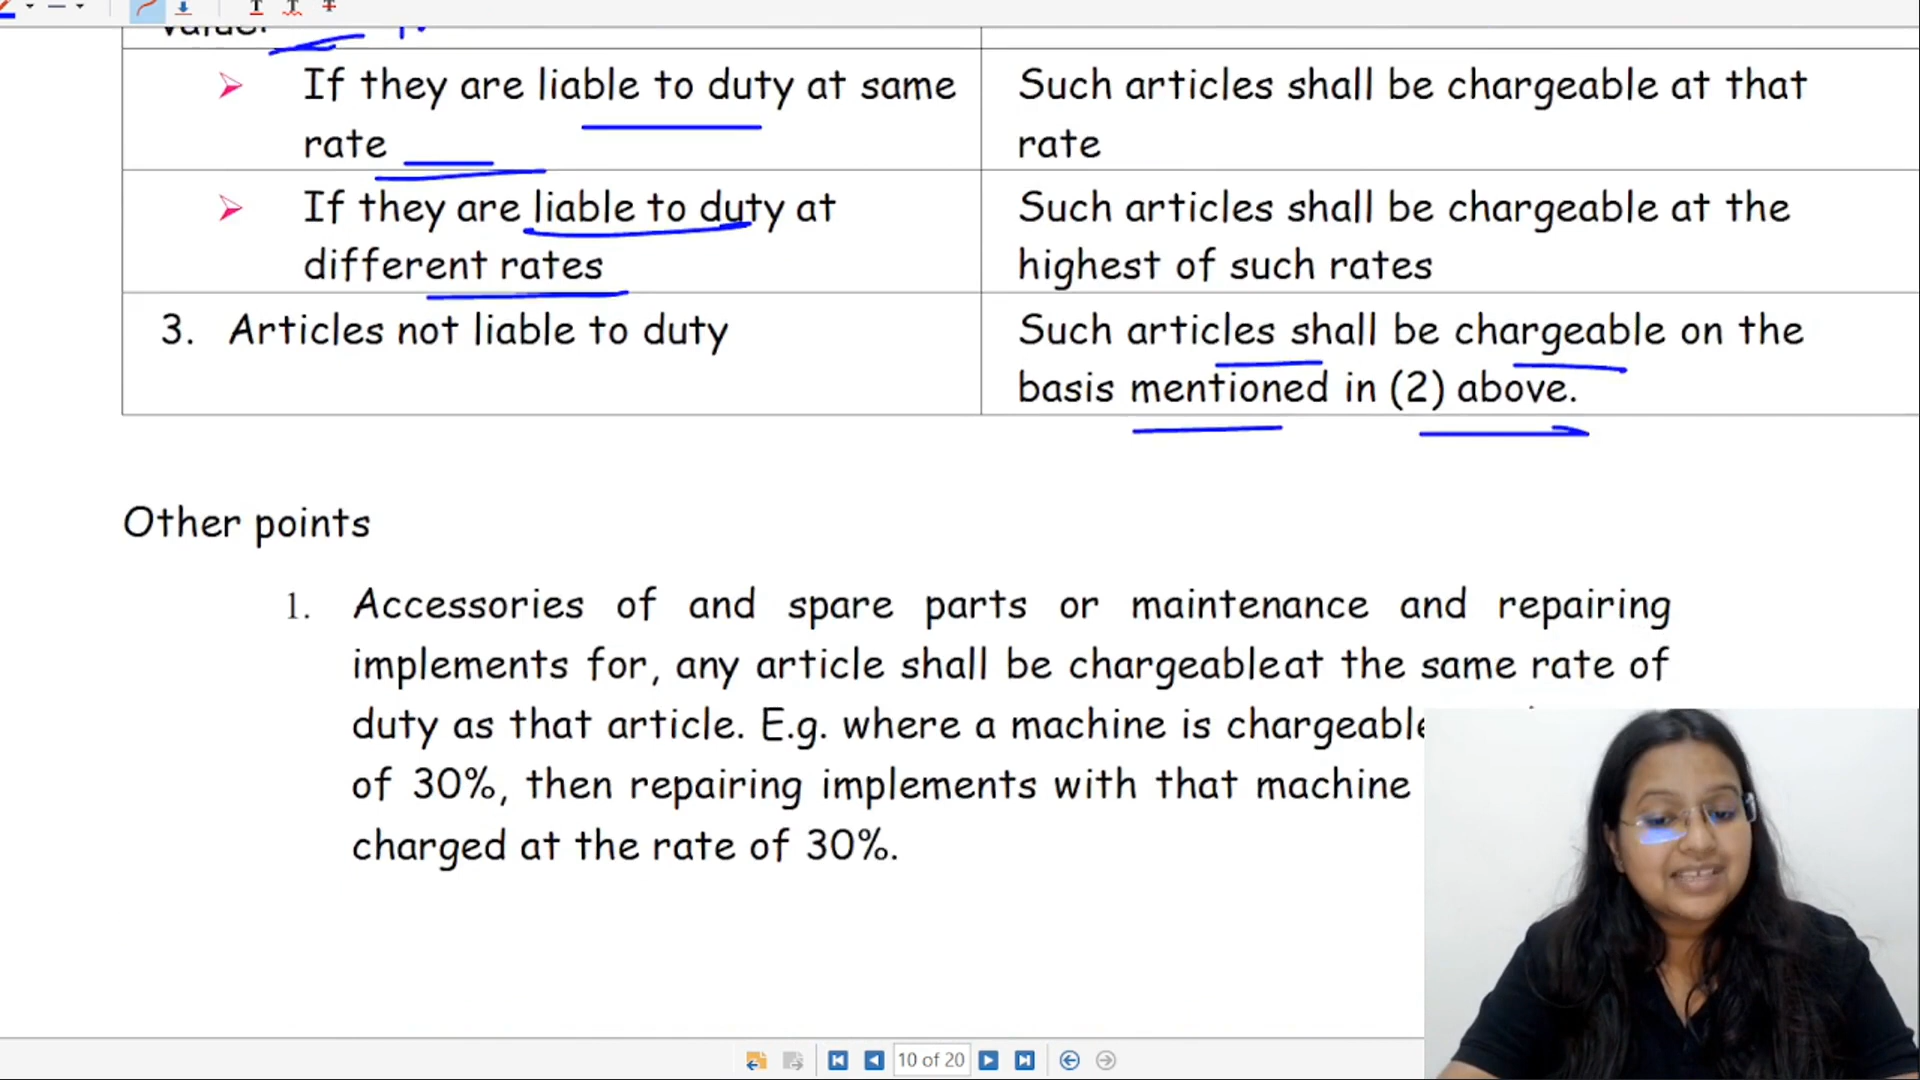 value.
If they are liable to duty at same
rate
Such articles shall be chargeable at that
rate
If they are liable to duty at
different rates
Such articles shall be chargeable at the
highest of such rates
3. Articles not liable to duty
Such articles shall be chargeable on the
basis mentioned in (2) above.
Other points
1. Accessories of and spare parts or maintenance and repairing
implements for, any article shall be chargeableat the same rate of
duty as that article. E.g. where a machine is chargeable
of 30%, then repairing implements with that machine
charged at the rate of 30%.
10 of 20